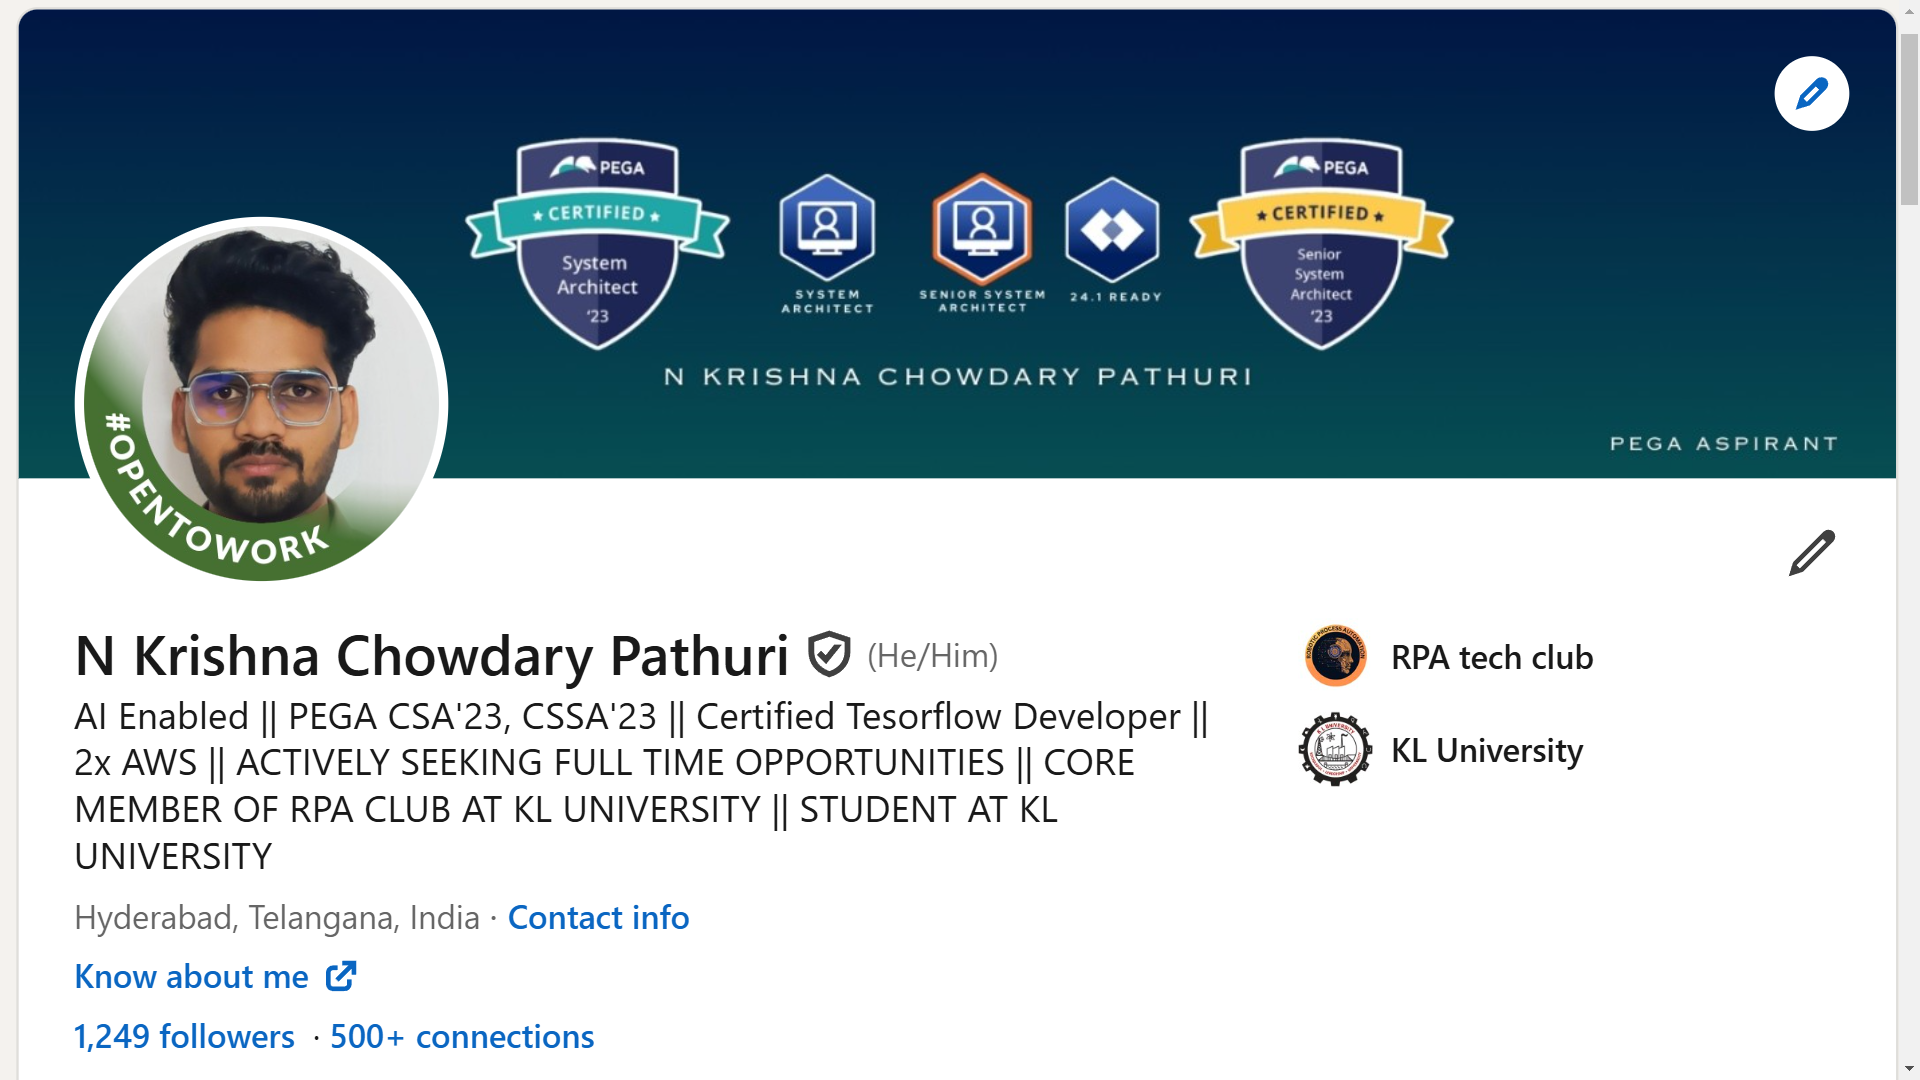 PEGA
★ CERTIFIED ★
System
Architect
'23
SYSTEM
ARCHITECT
SENIOR SYSTEM
ARCHITECT
24.1 READY
PEGA
★ CERTIFIED ★
Senior
System
Architect
'23
N KRISHNA CHOWDARY PATHURI
PEGA ASPIRANT
#OPENTOWORK
N Krishna Chowdary Pathuri (He/Him)
AI Enabled || PEGA CSA'23, CSSA'23 || Certified Tesorflow Developer ||
2x AWS || ACTIVELY SEEKING FULL TIME OPPORTUNITIES || CORE
MEMBER OF RPA CLUB AT KL UNIVERSITY || STUDENT AT KL
UNIVERSITY
Hyderabad, Telangana, India · Contact info
Know about me
1,249 followers · 500+ connections
ROBOTIC PROCESS AUTOMATION
RPA tech club
KL University